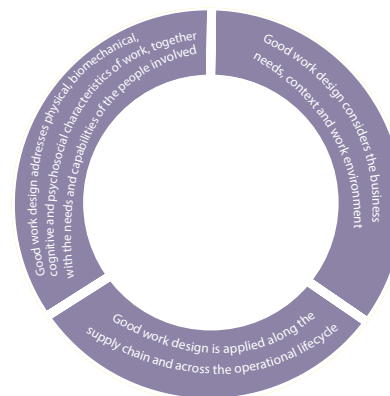 Good work design addresses physical, biomechanical,
cognitive and psychosocial characteristics of work, together
with the needs and capabilities of the people involved
Good work design considers the business
needs, context and work environment
Good work design is applied along the
supply chain and across the operational lifecycle